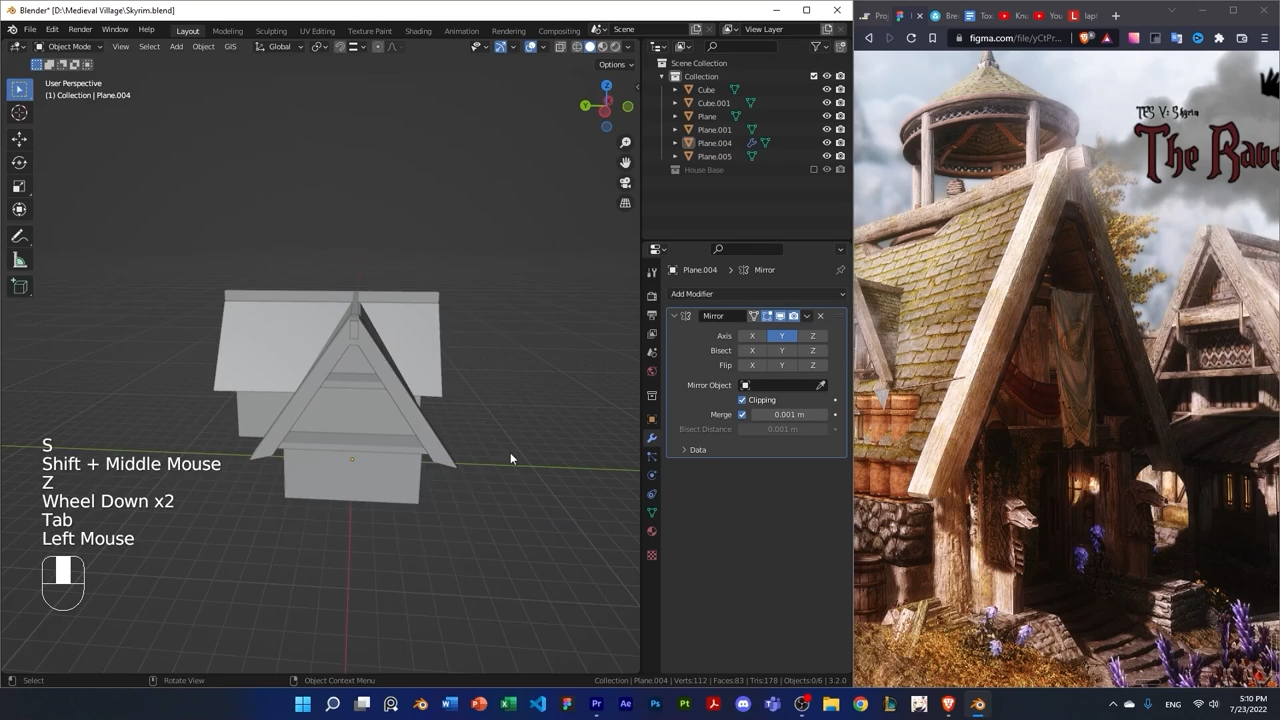 Blender* [D:\Medieval Village\Skyrim.blend]
File Edit Render Window Help Layout Modeling Sculpting UV Editing Texture Paint Shading Animation Rendering Compositing Scene View Layer
Object Mode View Select Add Object GIS Global
Options
User Perspective
(1) Collection | Plane.004
Z
Y
Scene Collection
Collection
Cube
Cube.001
Plane
Plane.001
Plane.004
Plane.005
House Base
Plane.004 Mirror
Add Modifier
Mirror
Axis X Y Z
Bisect X Y Z
Flip X Y Z
Mirror Object
Clipping
Merge 0.001 m
Bisect Distance 0.001 m
Data
S
Shift + Middle Mouse
Z
Wheel Down x2
Tab
Left Mouse
Select Rotate View Object Context Menu Collection | Plane.004 | Verts:112 | Faces:83 | Tris:178 | Objects:0/6 | 3.2.0
Proj Bre Tox Knu You lapt
figma.com/file/yCtPr...
TES V: Skyrim
The Rave
ENG 5:10 PM
7/23/2022